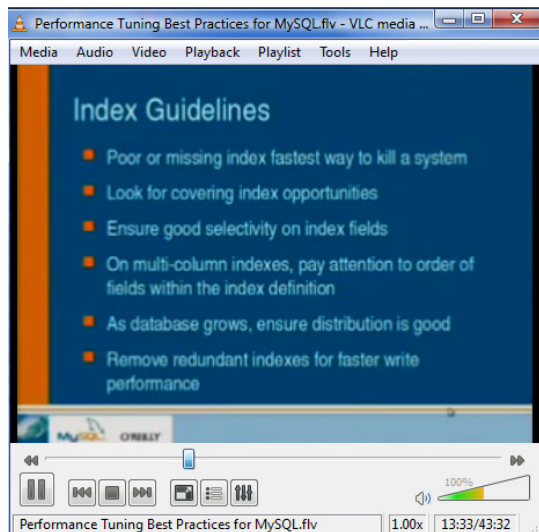 Performance Tuning Best Practices for MySQL.flv - VLC media ...
Media Audio Video Playback Playlist Tools Help
Index Guidelines
Poor or missing index fastest way to kill a system
Look for covering index opportunities
Ensure good selectivity on index fields
On multi-column indexes, pay attention to order of
fields within the index definition
As database grows, ensure distribution is good
Remove redundant indexes for faster write
performance
MySQL O'REILLY
100%
Performance Tuning Best Practices for MySQL.flv 1.00x 13:33/43:32